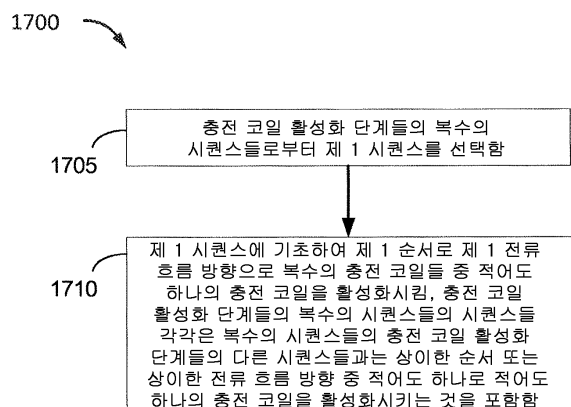 1700
충전 코일 활성화 단계들의 복수의
시퀀스들로부터 제 1 시퀀스를 선택함
1705
제 1 시퀀스에 기초하여 제 1 순서로 제 1 전류
흐름 방향으로 복수의 충전 코일들 중 적어도
하나의 충전 코일을 활성화시킴, 충전 코일
활성화 단계들의 복수의 시퀀스들의 시퀀스들
각각은 복수의 시퀀스들의 충전 코일 활성화
단계들의 다른 시퀀스들과는 상이한 순서 또는
상이한 전류 흐름 방향 중 적어도 하나로 적어도
하나의 충전 코일을 활성화시키는 것을 포함함
1710